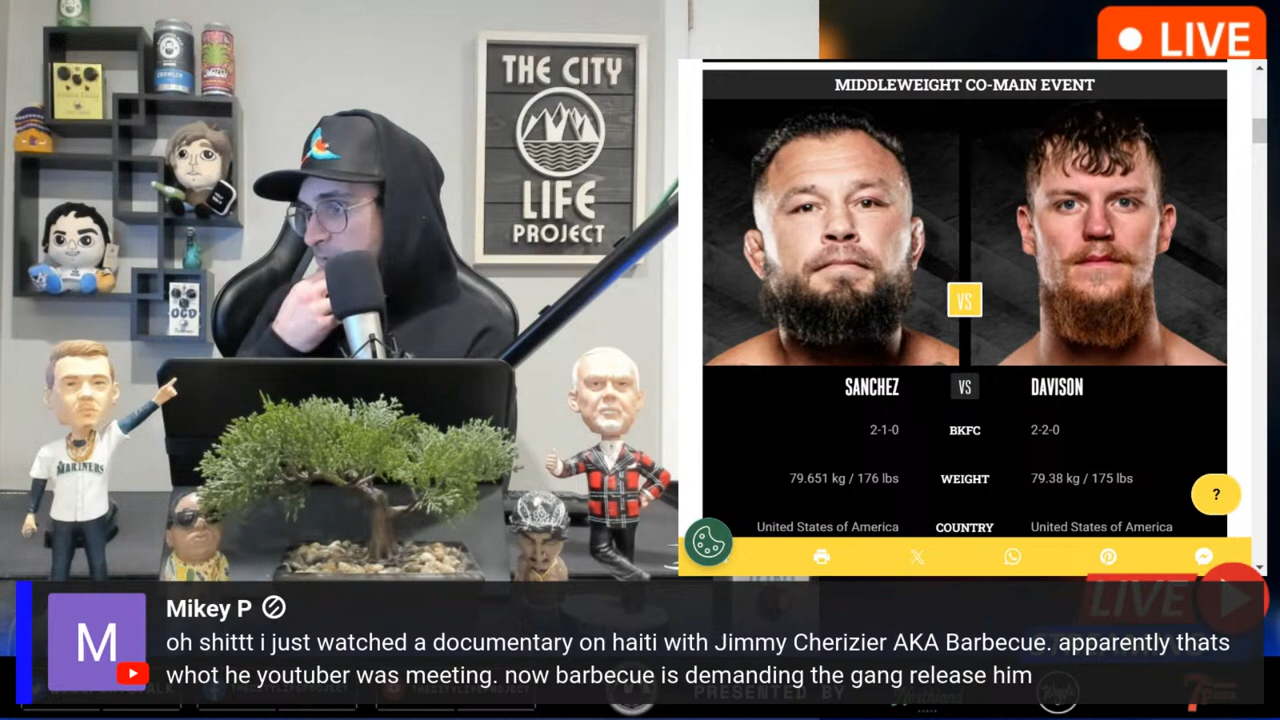 LIVE
THE CITY
LIFE
PROJECT
CROWLER
OCD
MARINERS
MIDDLEWEIGHT CO-MAIN EVENT
VS
SANCHEZ VS DAVISON
2-1-0 BKFC 2-2-0
79.651 kg / 176 lbs WEIGHT 79.38 kg / 175 lbs
United States of America COUNTRY United States of America
?
LIVE
M
Mikey P
oh shittt i just watched a documentary on haiti with Jimmy Cherizier AKA Barbecue. apparently thats
whot he youtuber was meeting. now barbecue is demanding the gang release him
PRESENTED BY